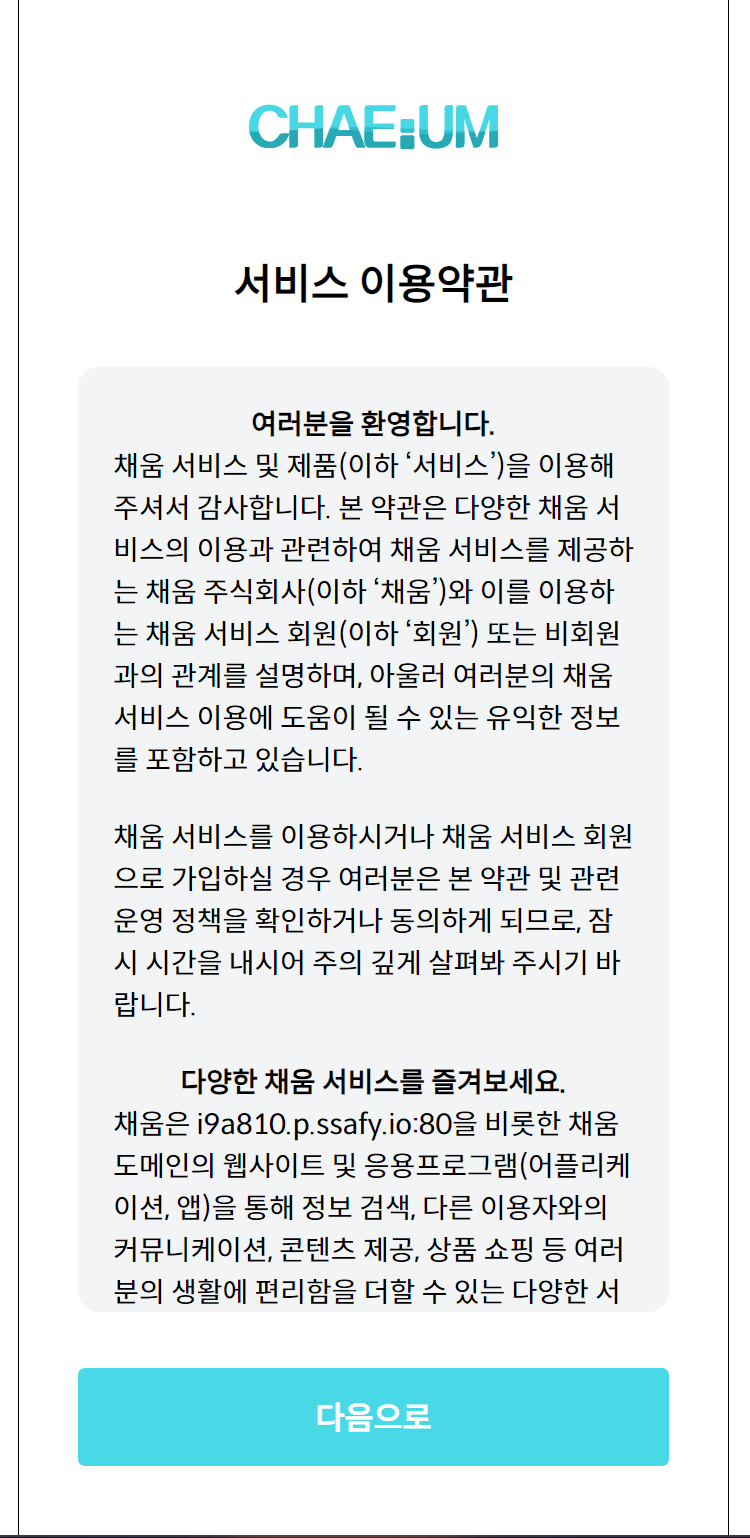 CHAE:UM
서비스 이용약관
여러분을 환영합니다.
채움 서비스 및 제품(이하 ‘서비스’)을 이용해
주셔서 감사합니다. 본 약관은 다양한 채움 서
비스의 이용과 관련하여 채움 서비스를 제공하
는 채움 주식회사(이하 ‘채움’)와 이를 이용하
는 채움 서비스 회원(이하 ‘회원’) 또는 비회원
과의 관계를 설명하며, 아울러 여러분의 채움
서비스 이용에 도움이 될 수 있는 유익한 정보
를 포함하고 있습니다.
채움 서비스를 이용하시거나 채움 서비스 회원
으로 가입하실 경우 여러분은 본 약관 및 관련
운영 정책을 확인하거나 동의하게 되므로, 잠
시 시간을 내시어 주의 깊게 살펴봐 주시기 바
랍니다.
다양한 채움 서비스를 즐겨보세요.
채움은 i9a810.p.ssafy.io:80을 비롯한 채움
도메인의 웹사이트 및 응용프로그램(어플리케
이션, 앱)을 통해 정보 검색, 다른 이용자와의
커뮤니케이션, 콘텐츠 제공, 상품 쇼핑 등 여러
분의 생활에 편리함을 더할 수 있는 다양한 서
다음으로